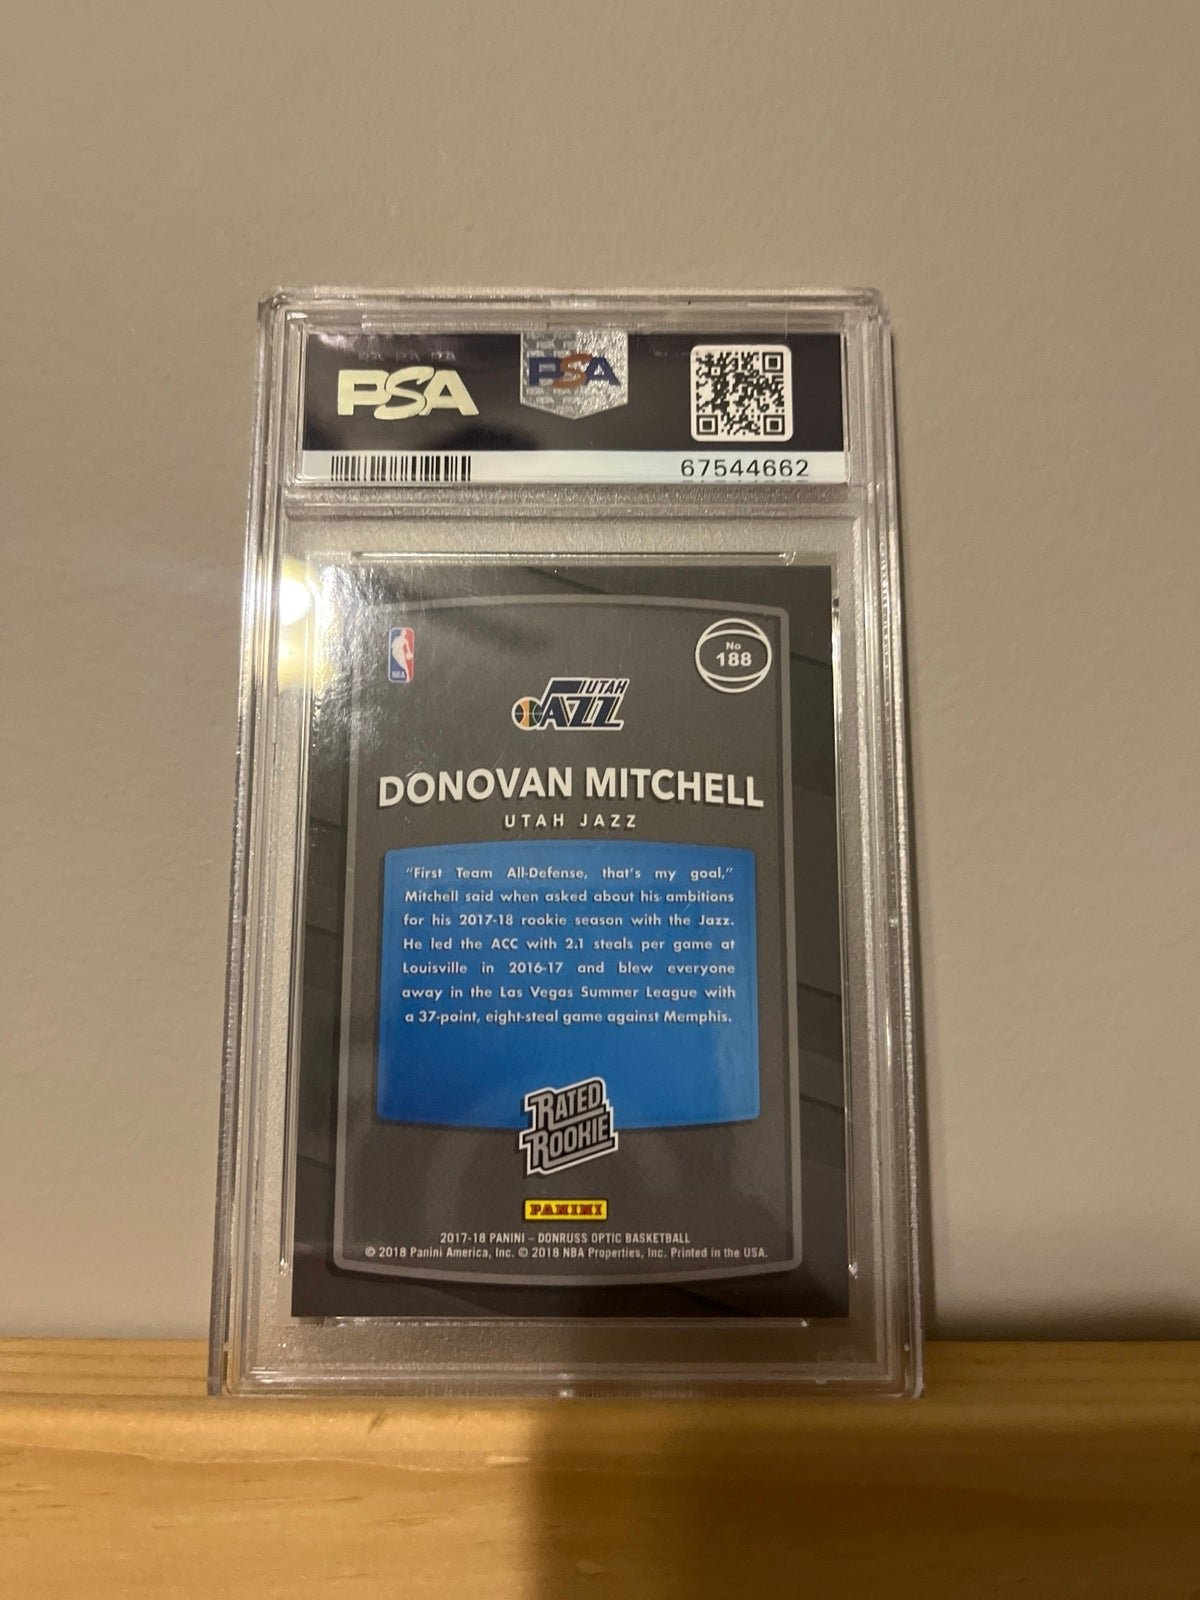 PSA
PSA
67544662
NBA
No
188
UTAH
JAZZ
DONOVAN MITCHELL
UTAH JAZZ
"First Team All-Defense, that's my goal,"
Mitchell said when asked about his ambitions
for his 2017-18 rookie season with the Jazz.
He led the ACC with 2.1 steals per game at
Louisville in 2016-17 and blew everyone
away in the Las Vegas Summer League with
a 37-point, eight-steal game against Memphis.
RATED
ROOKIE
PANINI
2017-18 PANINI – DONRUSS OPTIC BASKETBALL
© 2018 Panini America, Inc. © 2018 NBA Properties, Inc. Printed in the USA.